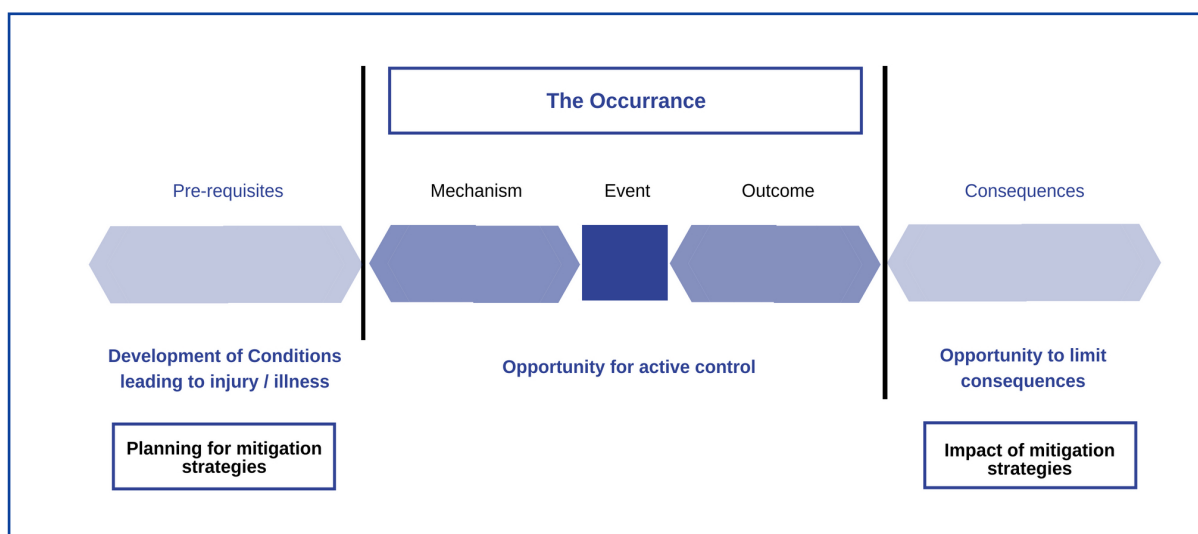 The Occurrance
Pre-requisites
Mechanism
Event
Outcome
Consequences
Development of Conditions
leading to injury / illness
Opportunity for active control
Opportunity to limit
consequences
Planning for mitigation
strategies
Impact of mitigation
strategies